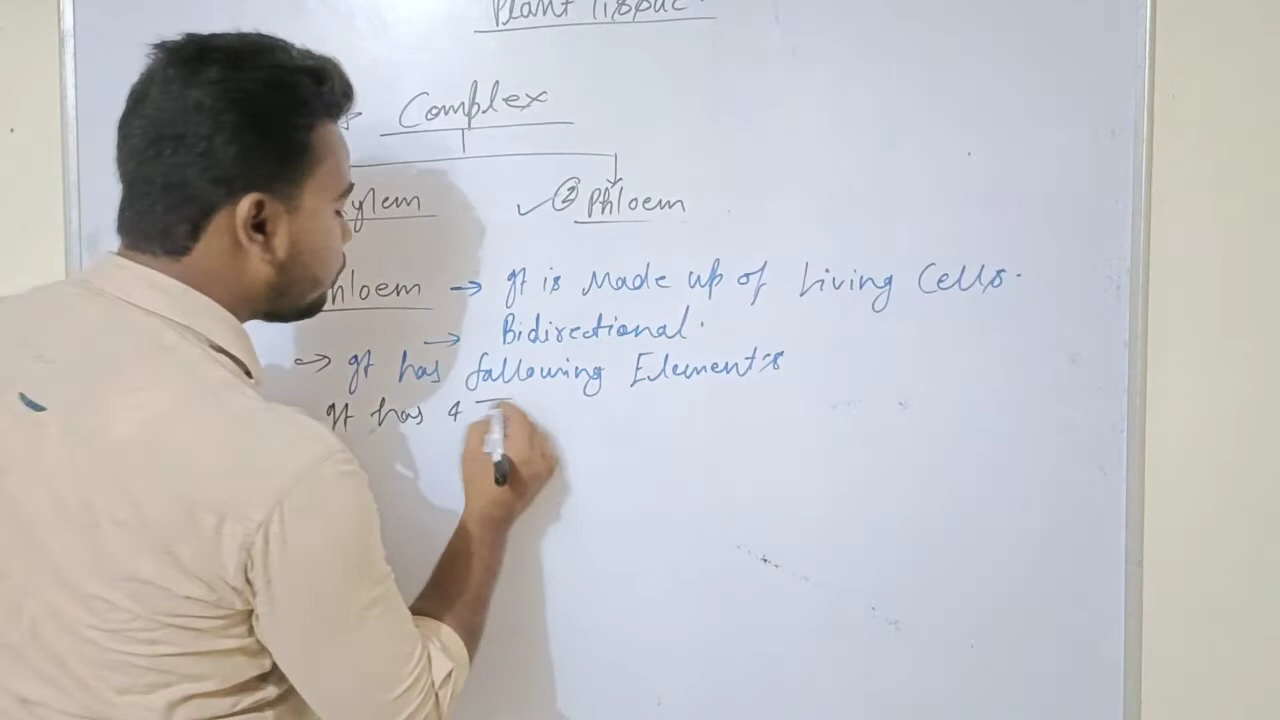 Plant Tissue
Complex
ylem ② Phloem
hloem → It is Made up of Living Cells.
→ Bidirectional.
→ It has following Elements
It has 4